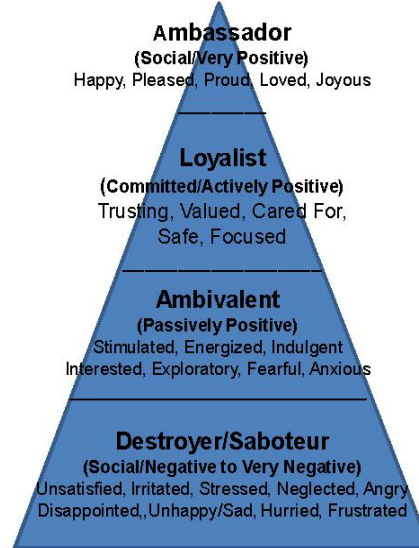 Ambassador
(Social/Very Positive)
Happy, Pleased, Proud, Loved, Joyous
Loyalist
(Committed/Actively Positive)
Trusting, Valued, Cared For,
Safe, Focused
Ambivalent
(Passively Positive)
Stimulated, Energized, Indulgent
Interested, Exploratory, Fearful, Anxious
Destroyer/Saboteur
(Social/Negative to Very Negative)
Unsatisfied, Irritated, Stressed, Neglected, Angry
Disappointed,,Unhappy/Sad, Hurried, Frustrated